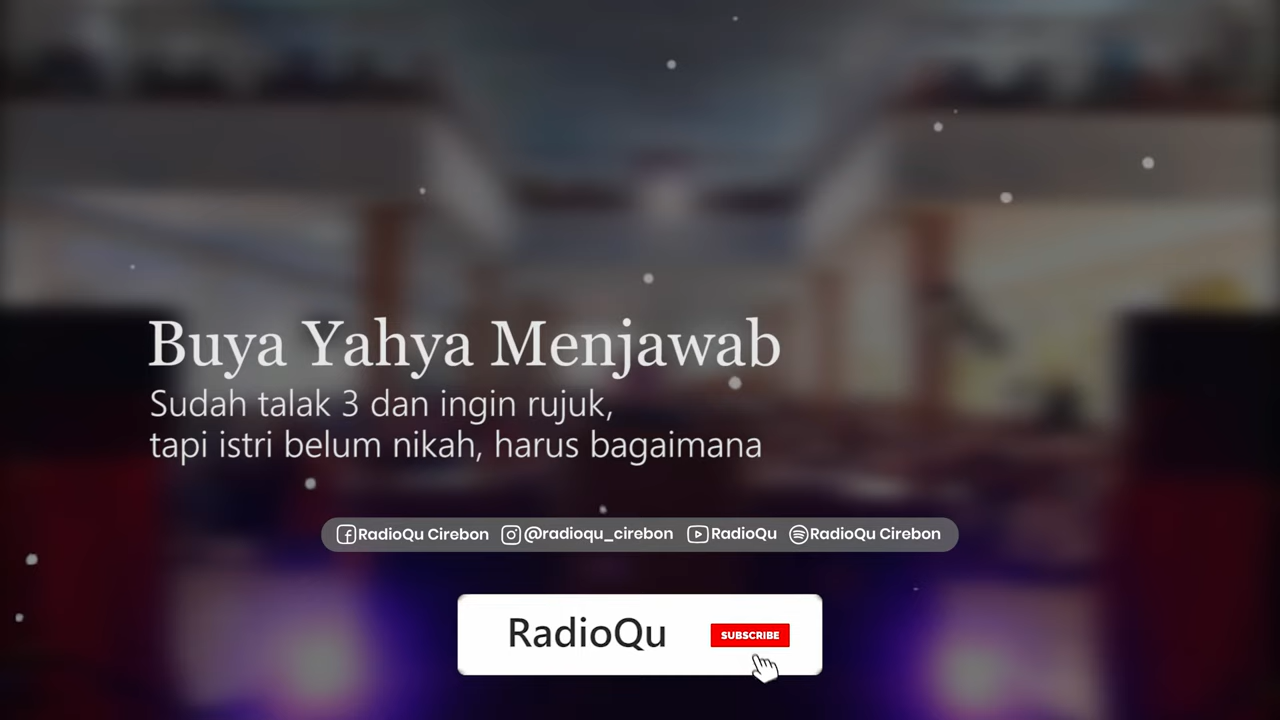 Buya Yahya Menjawab
Sudah talak 3 dan ingin rujuk,
tapi istri belum nikah, harus bagaimana
RadioQu Cirebon @radioqu_cirebon RadioQu RadioQu Cirebon
RadioQu SUBSCRIBE